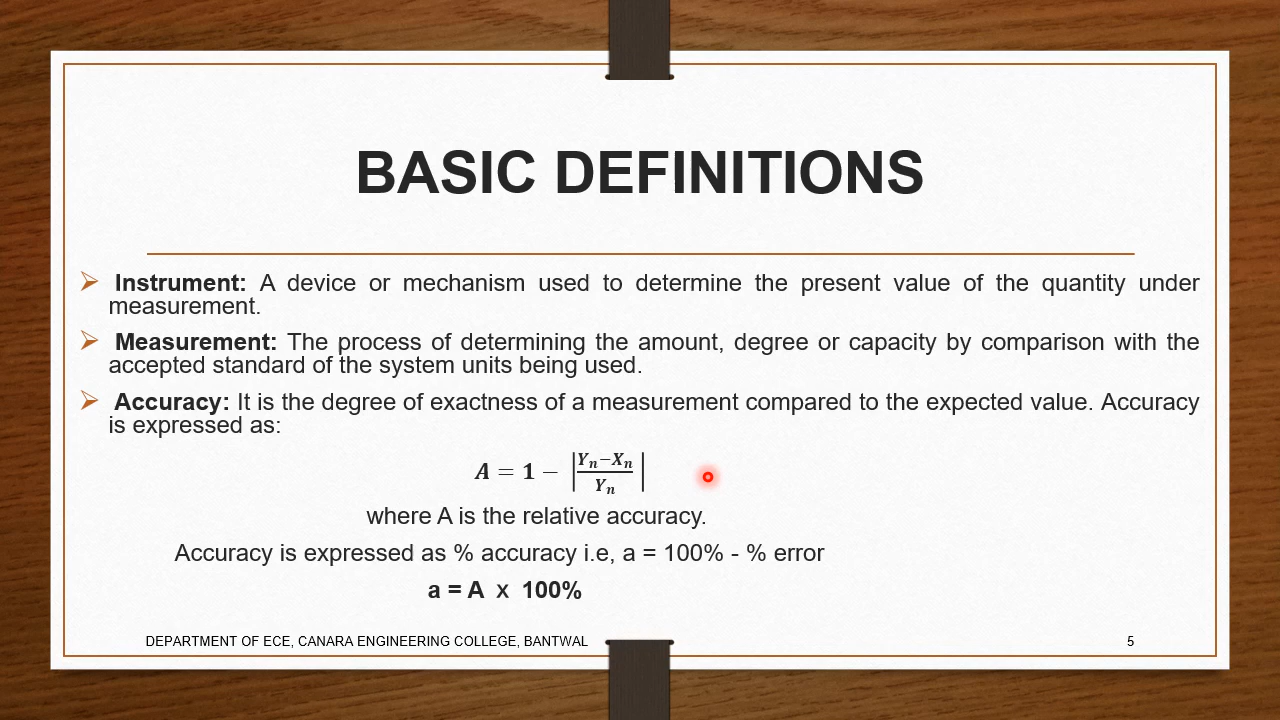 BASIC DEFINITIONS
➢ Instrument: A device or mechanism used to determine the present value of the quantity under
measurement.
➢ Measurement: The process of determining the amount, degree or capacity by comparison with the
accepted standard of the system units being used.
➢ Accuracy: It is the degree of exactness of a measurement compared to the expected value. Accuracy
is expressed as:
A = 1 − |(Yₙ−Xₙ)/Yₙ|
where A is the relative accuracy.
Accuracy is expressed as % accuracy i.e, a = 100% - % error
a = A x 100%
DEPARTMENT OF ECE, CANARA ENGINEERING COLLEGE, BANTWAL 5